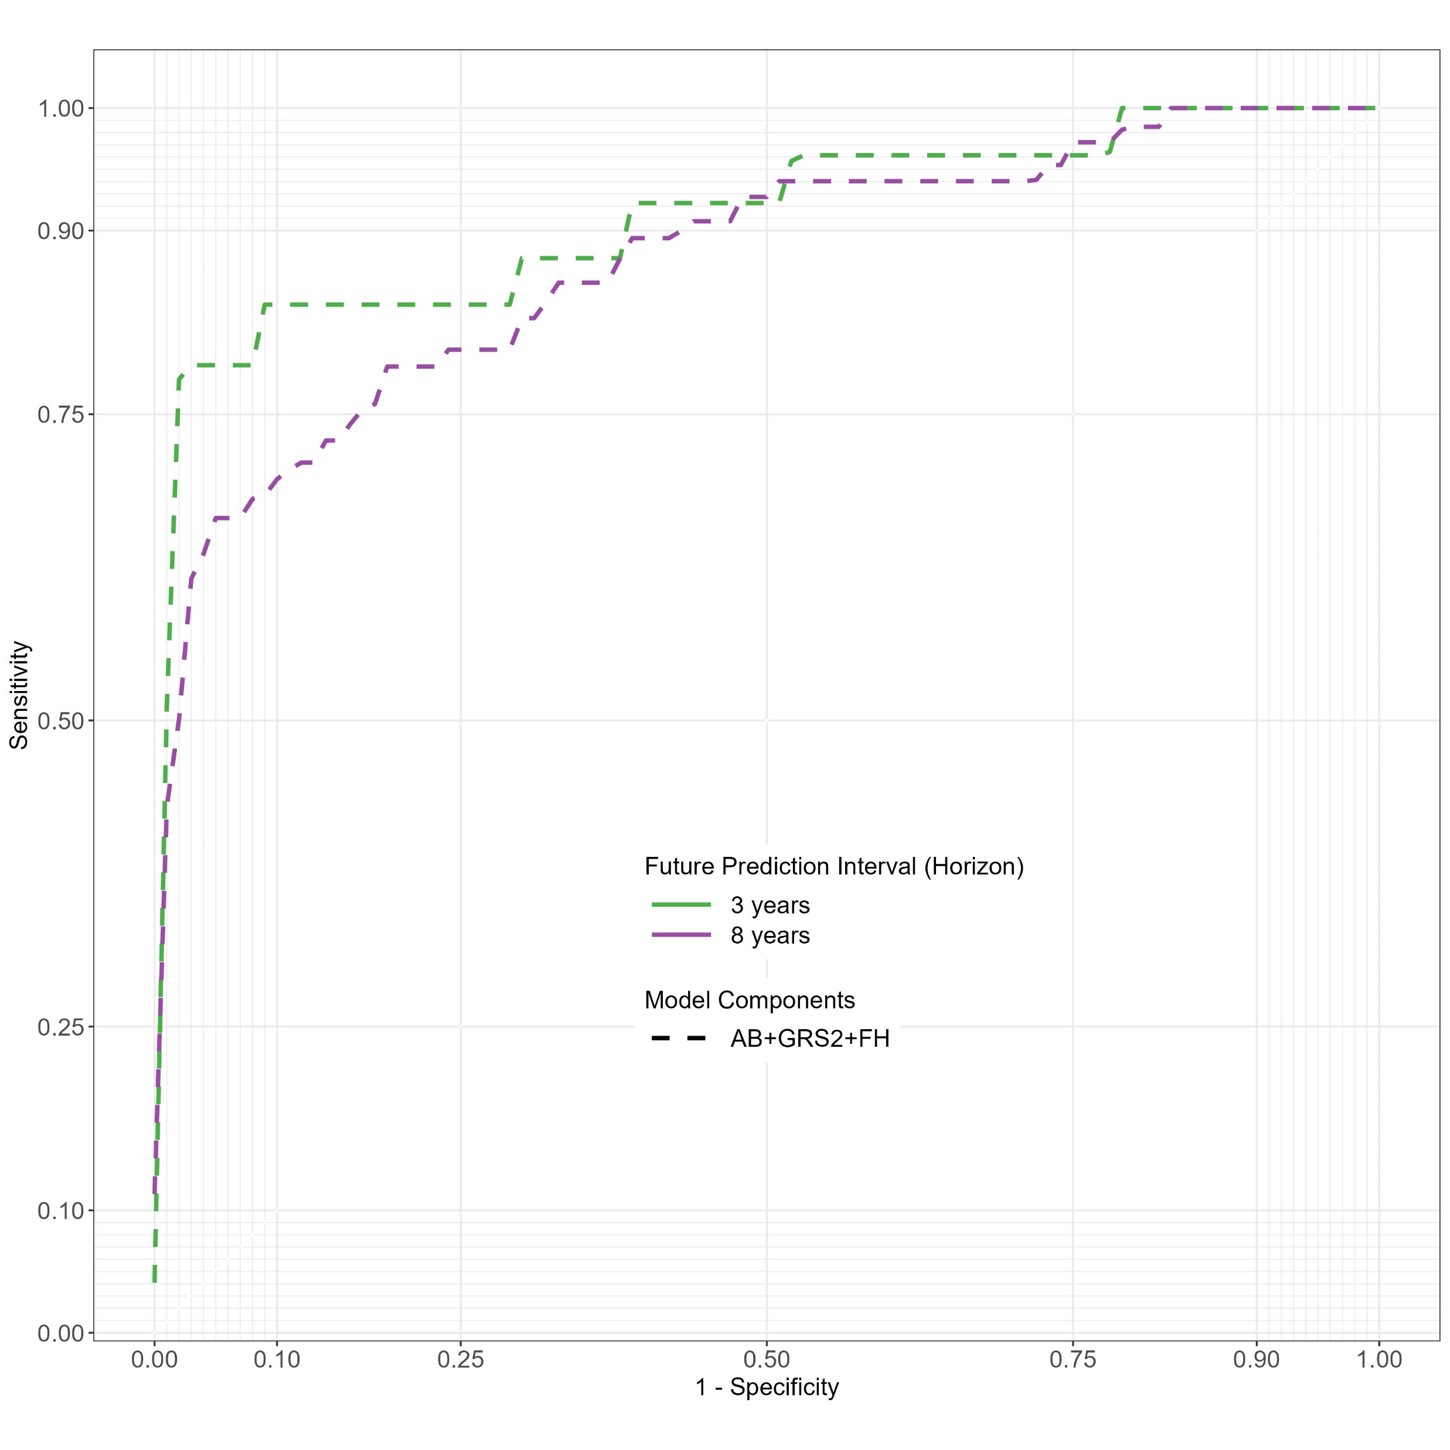 1.00
0.90
0.75
0.50
0.25
0.10
0.00
Sensitivity
Future Prediction Interval (Horizon)
3 years
8 years
Model Components
AB+GRS2+FH
0.00 0.10 0.25 0.50 0.75 0.90 1.00
1 - Specificity